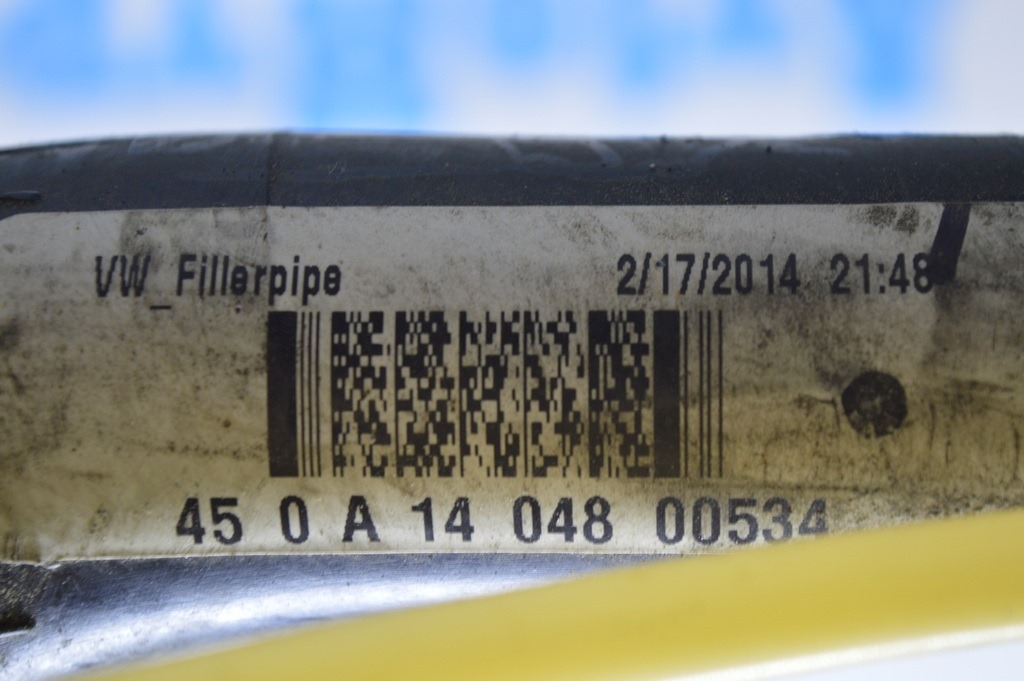 VW_Fillerpipe 2/17/2014 21:48
45 0 A 14 048 00534